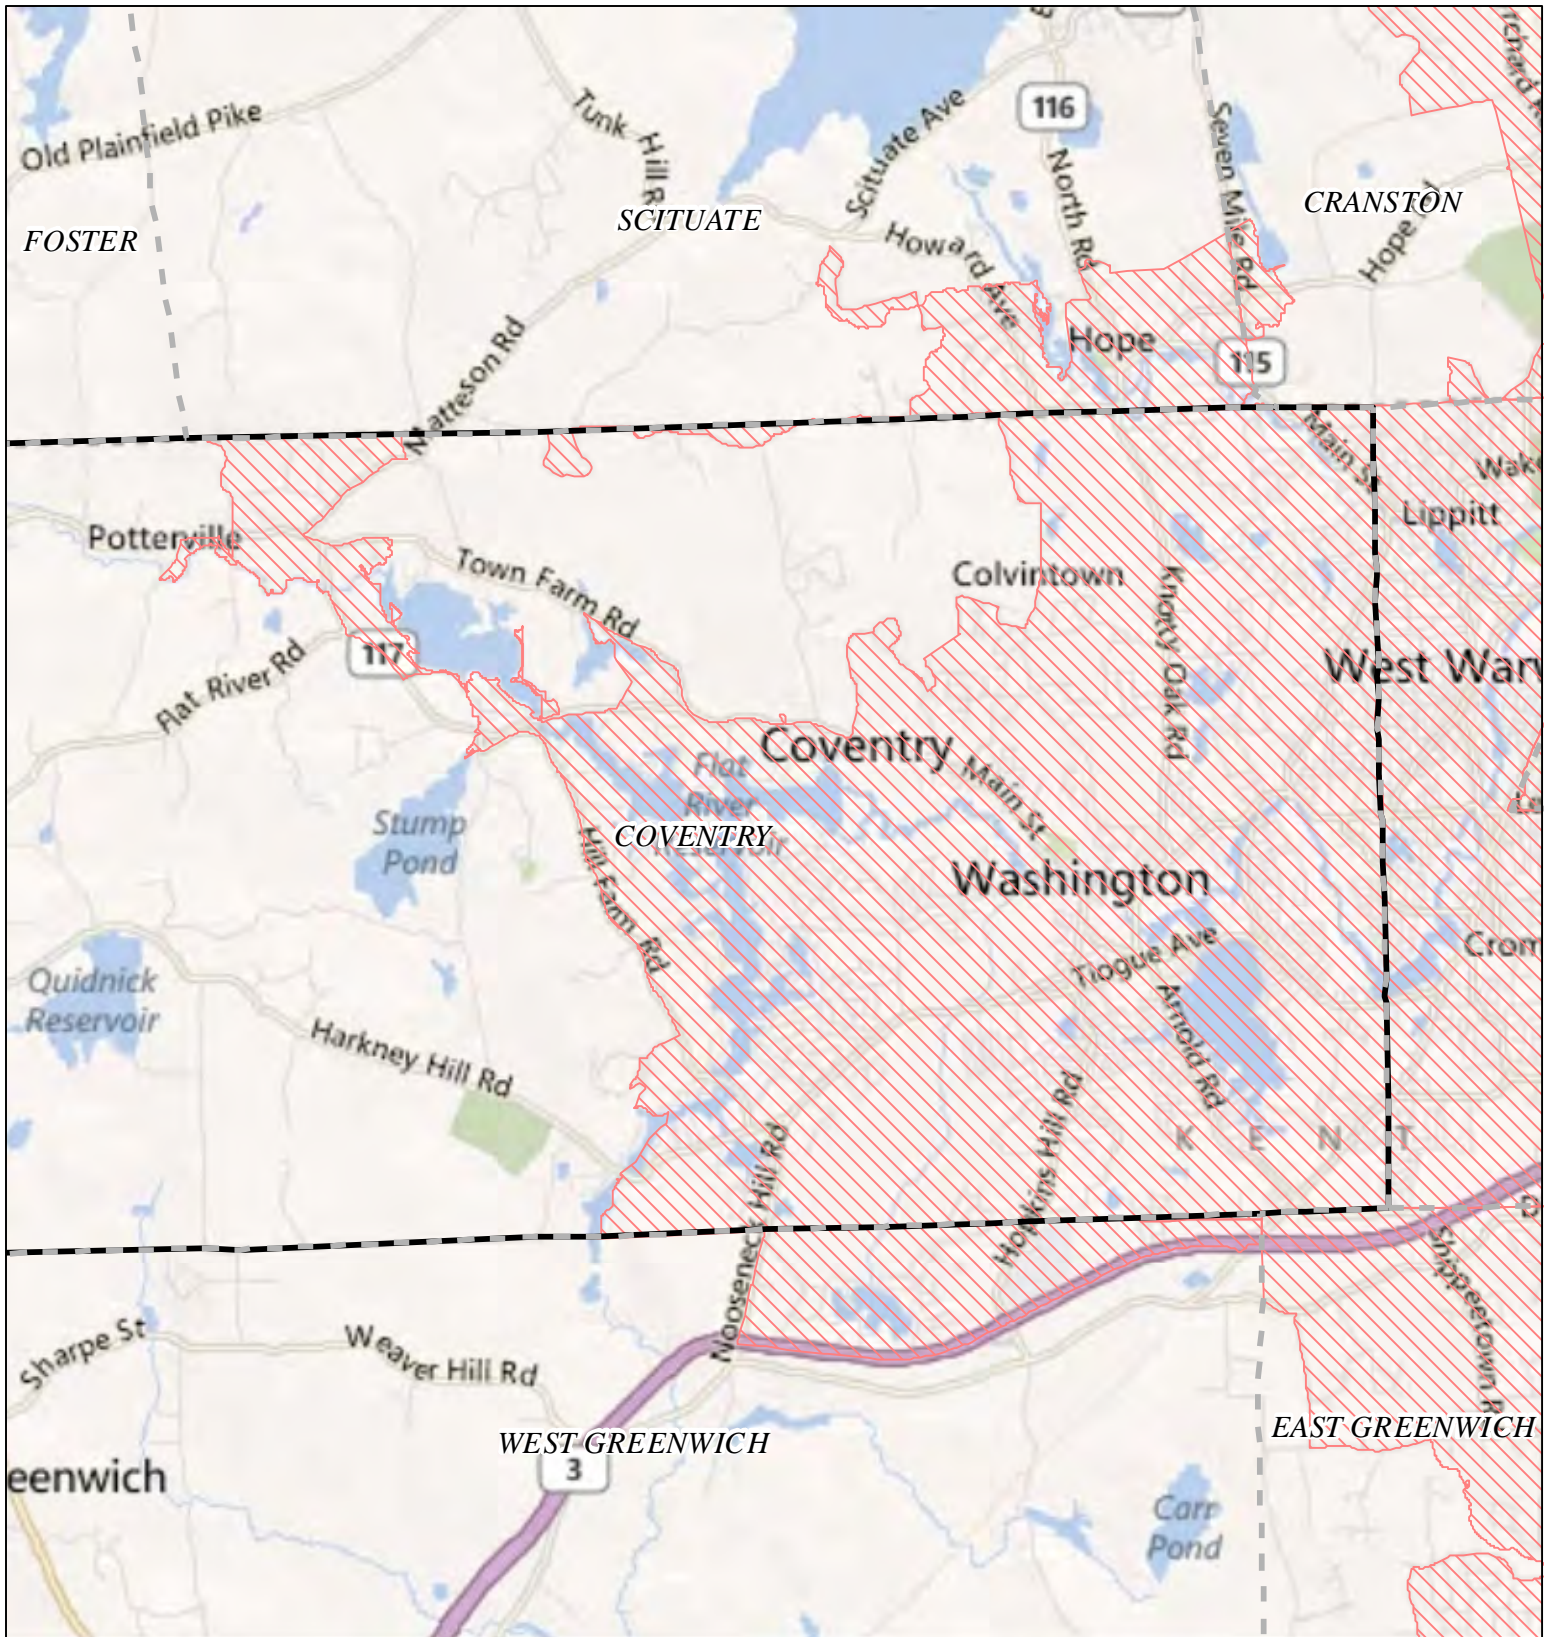 Old Plainfield Pike
Tunk Hill R
Scituate Ave
116
North Rd
Seven Mile Rd
CRANSTON
Hope Rd
FOSTER
SCITUATE
Howard Ave
Matteson Rd
Hope
115
Main St
Lippitt
Potterville
Town Farm Rd
Colvintown
Knotty Oak Rd
117
Flat River Rd
West Warw
Coventry
Main St
Flat
River
Reservoir
COVENTRY
Stump
Pond
Hill Farm Rd
Washington
Tiogue Ave
Crom
Quidnick
Reservoir
Harkney Hill Rd
Arnold Rd
Hopkins Hill Rd
K E N T
Nooseneck Hill Rd
Sharpe St
Weaver Hill Rd
Shippeetown R
WEST GREENWICH
EAST GREENWICH
3
eenwich
Carr
Pond